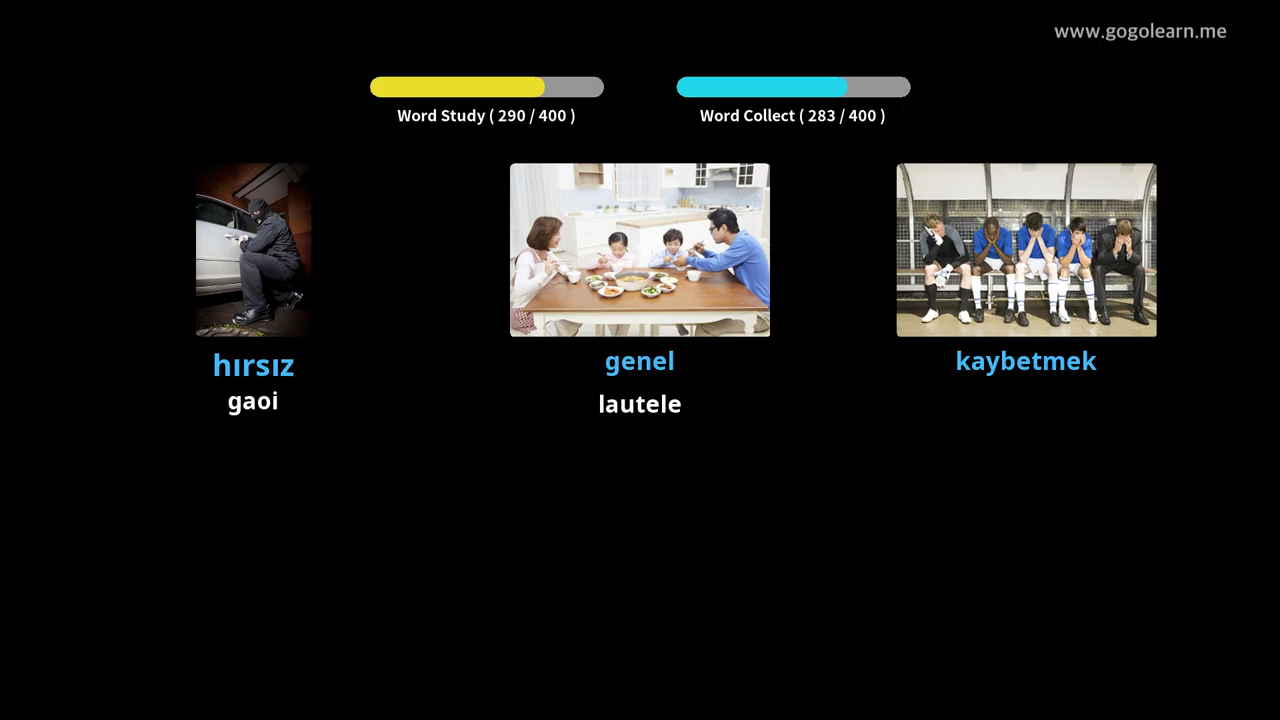 www.gogolearn.me
Word Study ( 290 / 400 )
Word Collect ( 283 / 400 )
hırsız
gaoi
genel
lautele
kaybetmek